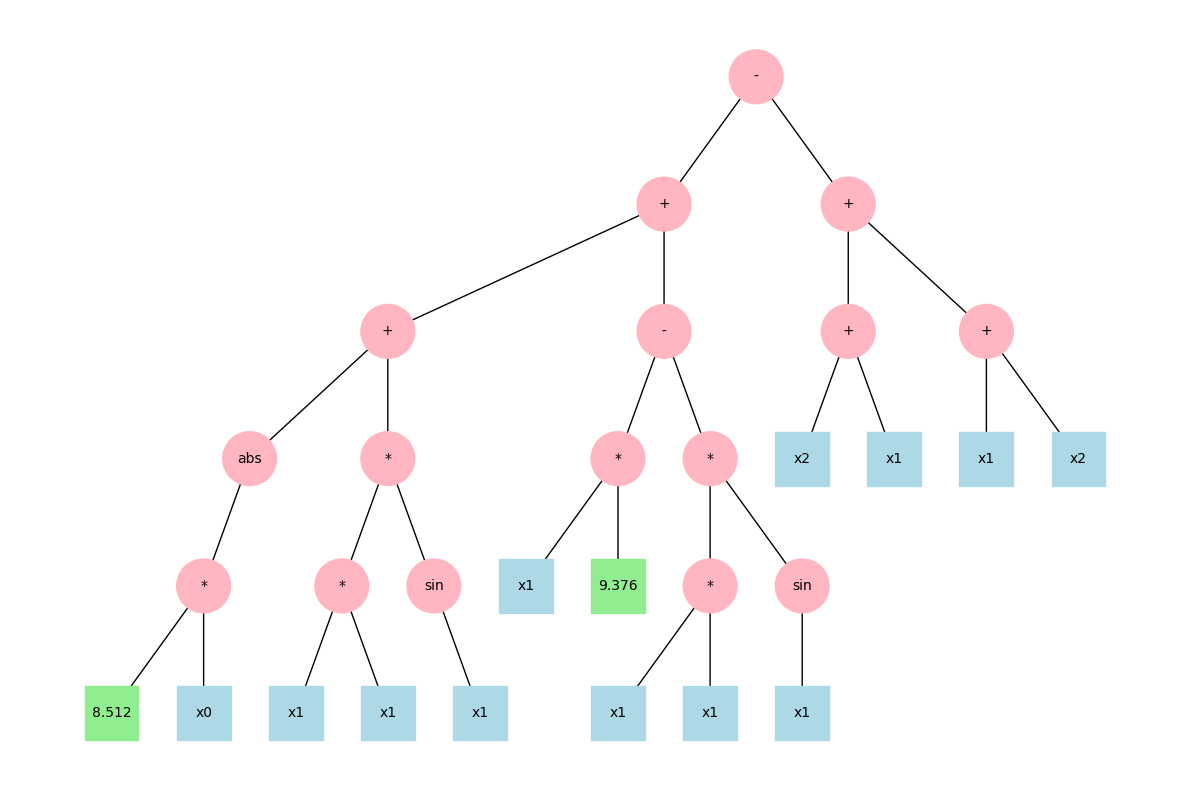 -
+ +
+ - + +
abs * * * x2 x1 x1 x2
* * sin x1 9.376 * sin
8.512 x0 x1 x1 x1 x1 x1 x1